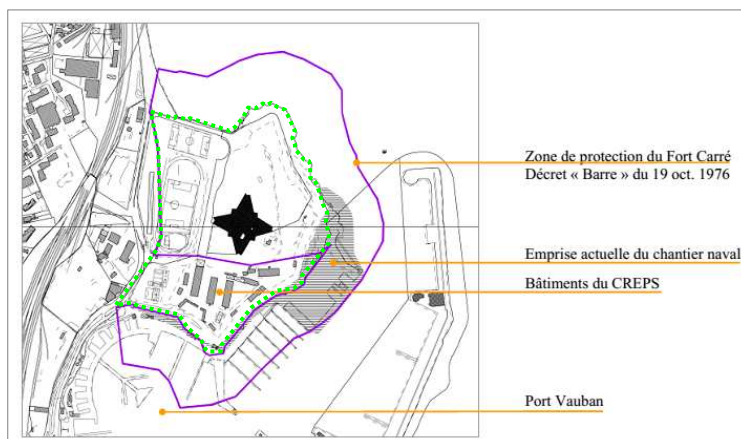 Zone de protection du Fort Carré
Décret « Barre » du 19 oct. 1976
Emprise actuelle du chantier naval
Bâtiments du CREPS
Port Vauban